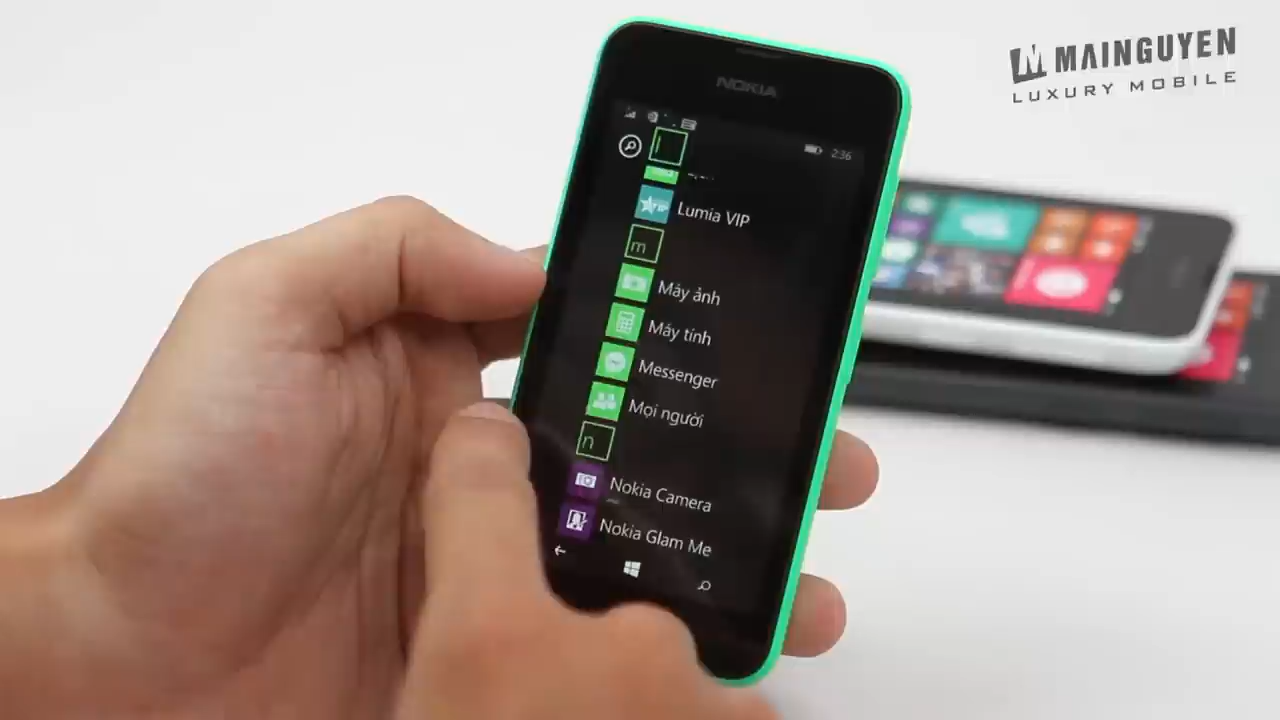 MAINGUYEN
LUXURY MOBILE
NOKIA
2:36
l
Lumia VIP
m
Máy ảnh
Máy tính
Messenger
Mọi người
n
Nokia Camera
Nokia Glam Me